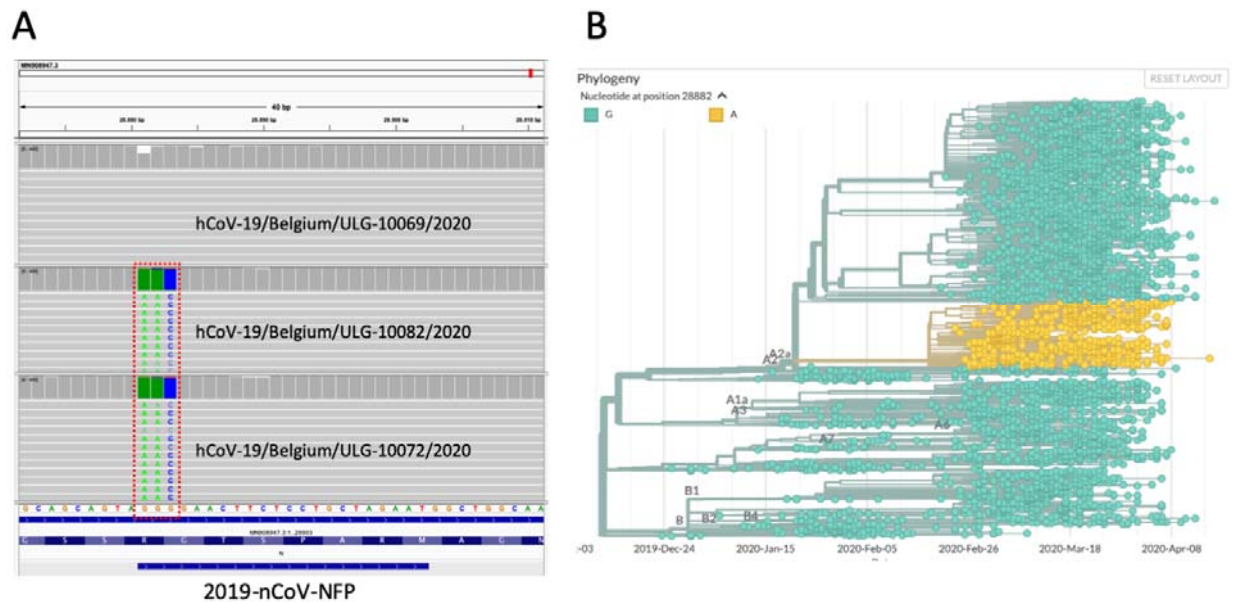 A
B
MN908947.3
40 bp
hCoV-19/Belgium/ULG-10069/2020
hCoV-19/Belgium/ULG-10082/2020
A A C
hCoV-19/Belgium/ULG-10072/2020
G C A G C A G T A G G G G A A C T T C T C C T G C T A G A A T G G C T G G C A A
G S S R G T S P A R M A G N
N
2019-nCoV-NFP
Phylogeny
RESET LAYOUT
Nucleotide at position 28882
G
A
A2a
A2
A1a
A3
A6
A7
B1
B
B2
B4
2019-Dec-24
2020-Jan-15
2020-Feb-05
2020-Feb-26
2020-Mar-18
2020-Apr-08